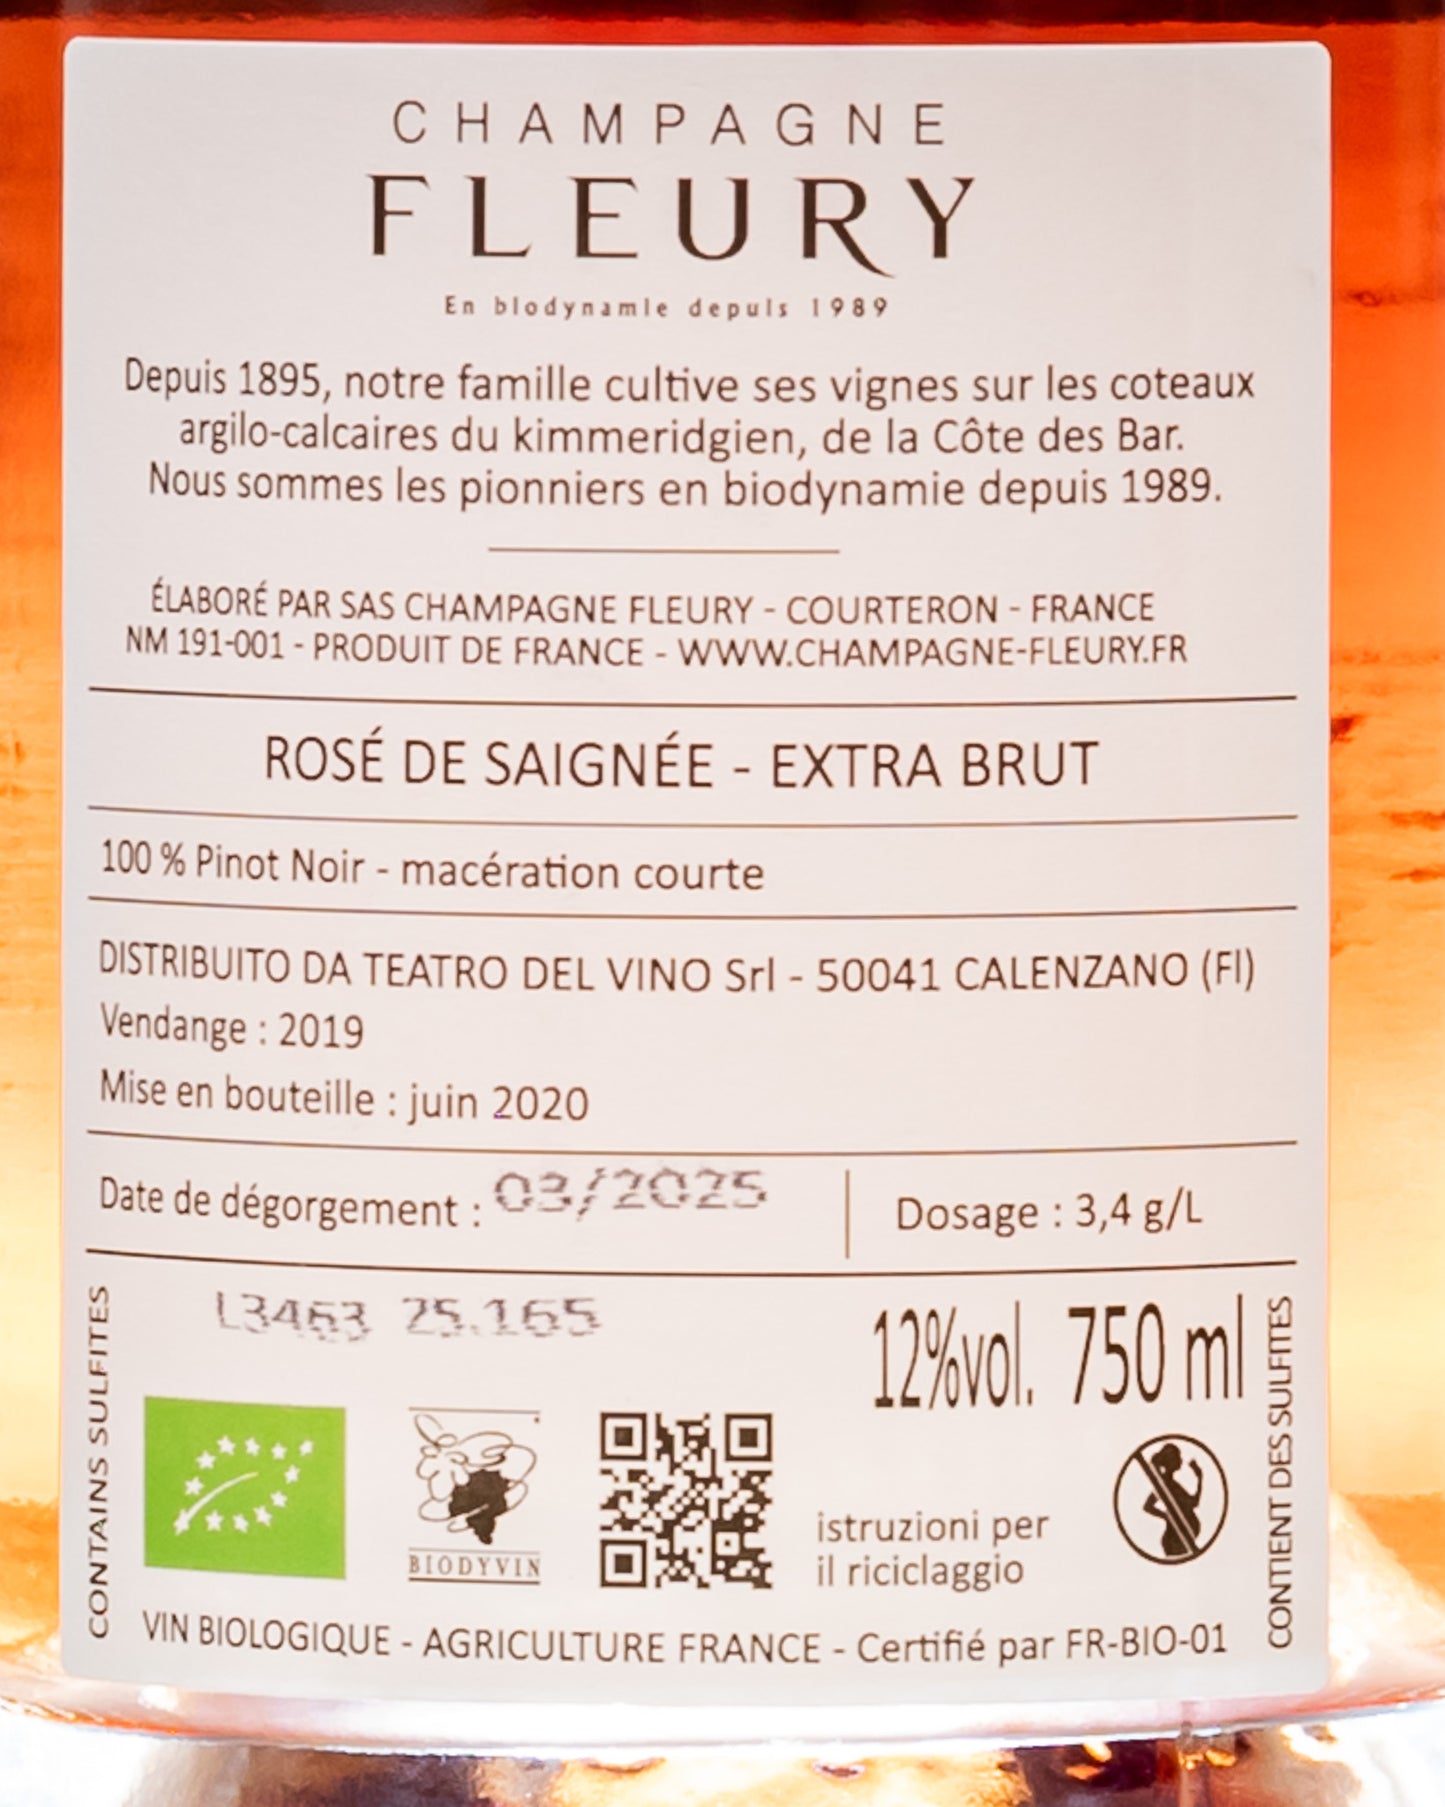 CHAMPAGNE
FLEURY
En biodynamie depuis 1989
Depuis 1895, notre famille cultive ses vignes sur les coteaux
argilo-calcaires du kimmeridgien, de la Côte des Bar.
Nous sommes les pionniers en biodynamie depuis 1989.
ÉLABORÉ PAR SAS CHAMPAGNE FLEURY - COURTERON - FRANCE
NM 191-001 - PRODUIT DE FRANCE - WWW.CHAMPAGNE-FLEURY.FR
ROSÉ DE SAIGNÉE - EXTRA BRUT
100 % Pinot Noir - macération courte
DISTRIBUITO DA TEATRO DEL VINO Srl - 50041 CALENZANO (FI)
Vendange : 2019
Mise en bouteille : juin 2020
Date de dégorgement : 03/2025
Dosage : 3,4 g/L
CONTAINS SULFITES
L3463 25.165
12%vol. 750 ml
CONTIENT DES SULFITES
BIODYVIN
istruzioni per
il riciclaggio
VIN BIOLOGIQUE - AGRICULTURE FRANCE - Certifié par FR-BIO-01